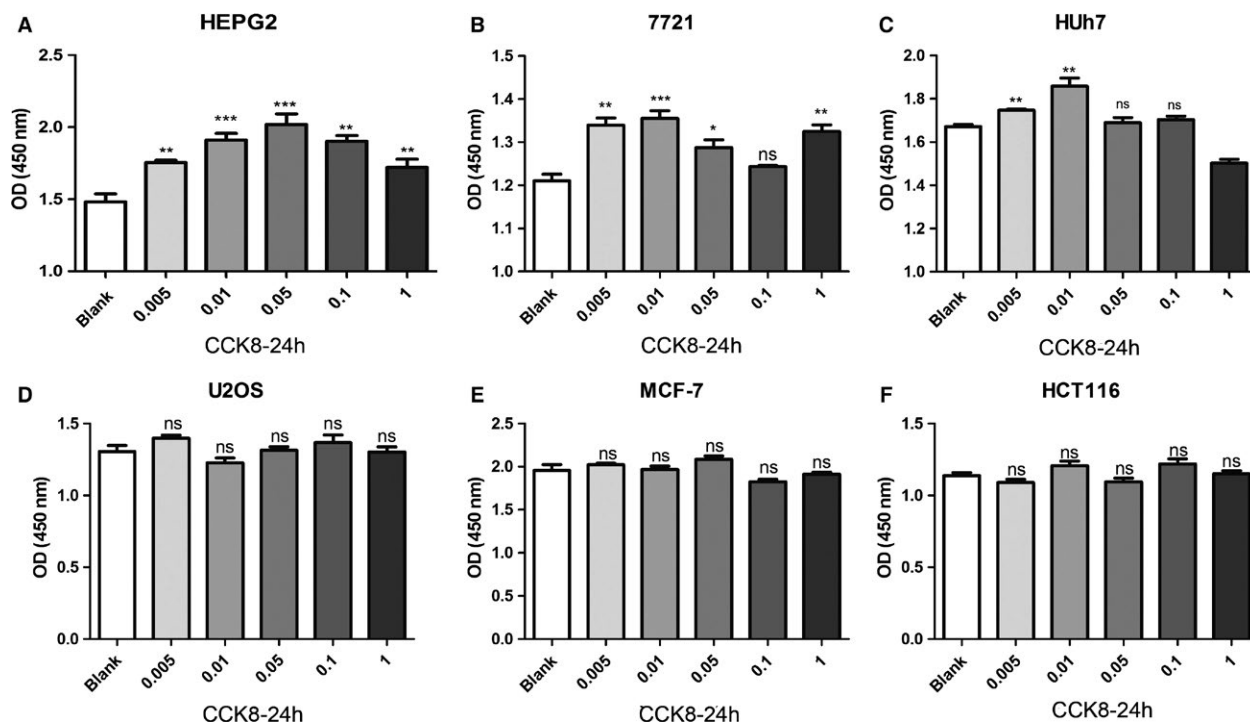 A HEPG2
OD (450 nm)
2.5
2.0
1.5
1.0
**
***
***
**
**
Blank 0.005 0.01 0.05 0.1 1
CCK8-24h
B 7721
OD (450 nm)
1.5
1.4
1.3
1.2
1.1
1.0
**
***
*
ns
**
Blank 0.005 0.01 0.05 0.1 1
CCK8-24h
C HUh7
OD (450 nm)
2.0
1.8
1.6
1.4
1.2
1.0
**
**
ns
ns
Blank 0.005 0.01 0.05 0.1 1
CCK8-24h
D U2OS
OD (450 nm)
1.5
1.0
0.5
0.0
ns
ns
ns
ns
ns
Blank 0.005 0.01 0.05 0.1 1
CCK8-24h
E MCF-7
OD (450 nm)
2.5
2.0
1.5
1.0
0.5
0.0
ns
ns
ns
ns
ns
Blank 0.005 0.01 0.05 0.1 1
CCK8-24h
F HCT116
OD (450 nm)
1.5
1.0
0.5
0.0
ns
ns
ns
ns
ns
Blank 0.005 0.01 0.05 0.1 1
CCK8-24h